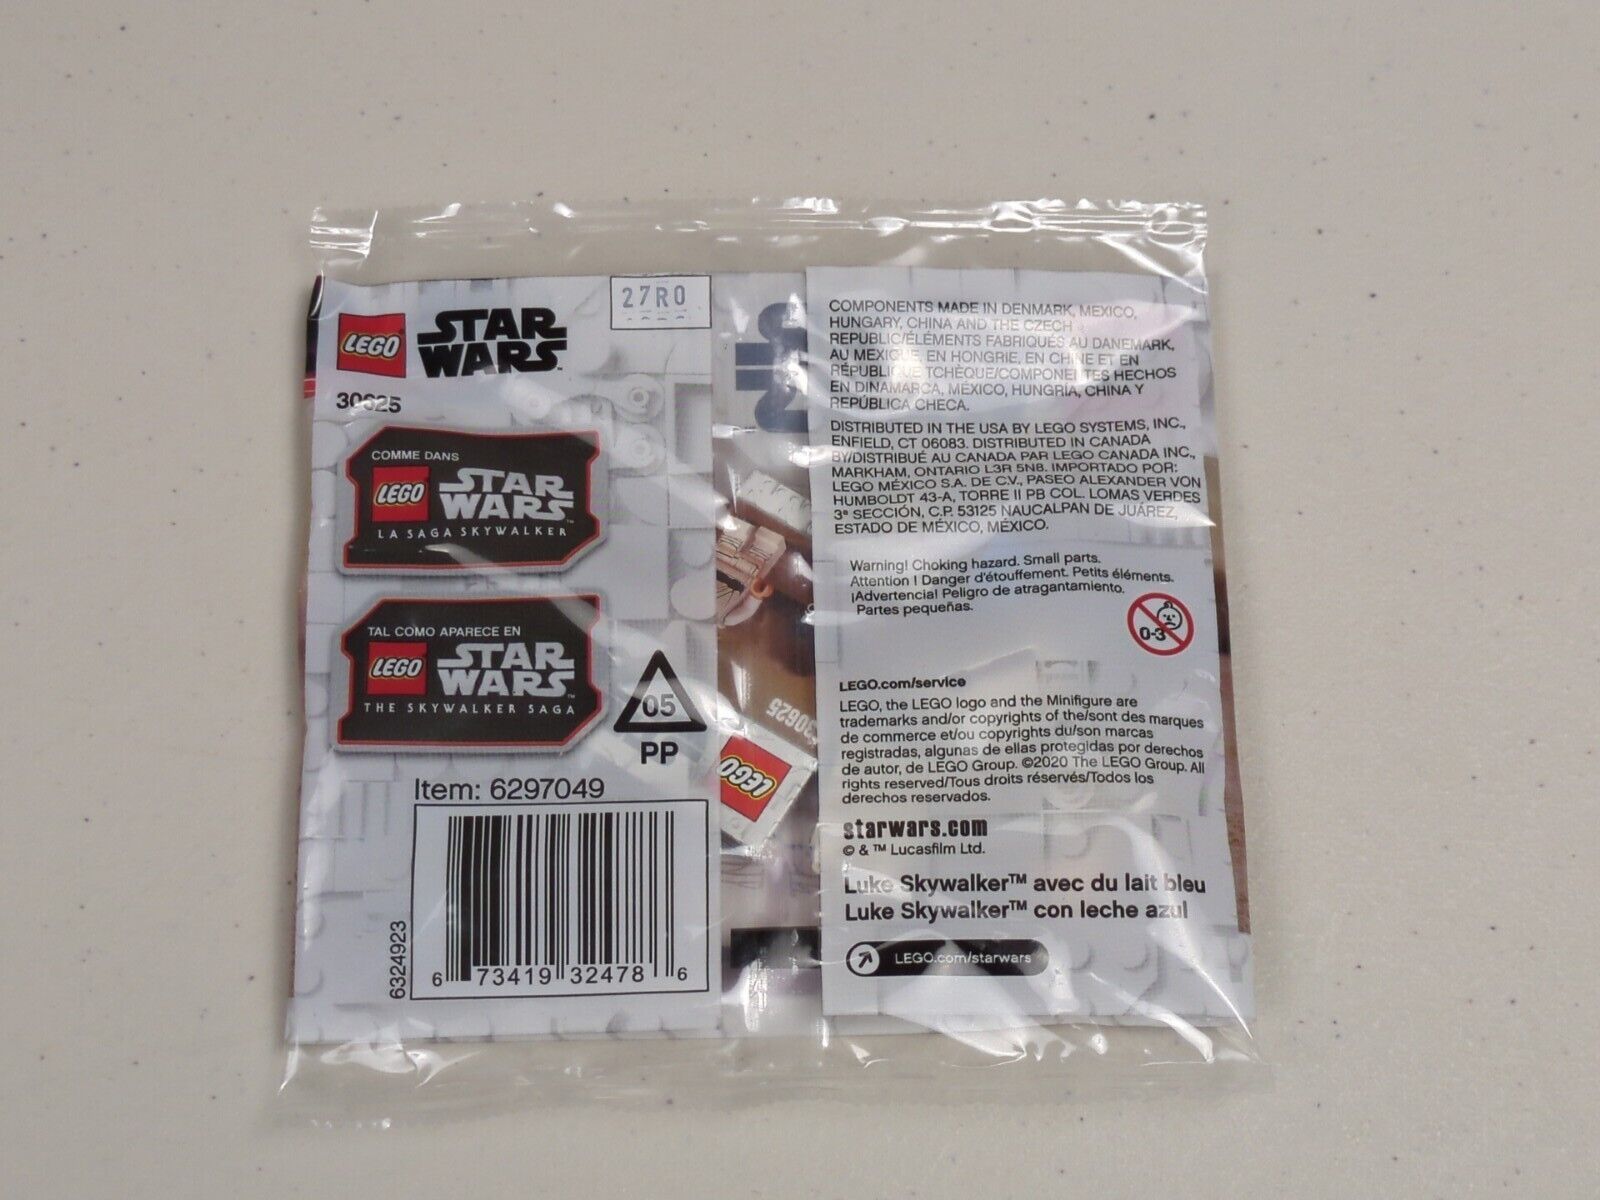 27R0
LEGO
STAR
WARS™
30625
COMME DANS
LEGO
STAR
WARS™
LA SAGA SKYWALKER
TAL COMO APARECE EN
LEGO
STAR
WARS™
THE SKYWALKER SAGA
05
PP
Item: 6297049
6324923
6 73419 32478 6
30625
LEGO
COMPONENTS MADE IN DENMARK, MEXICO,
HUNGARY, CHINA AND THE CZECH
REPUBLIC/ÉLÉMENTS FABRIQUÉS AU DANEMARK,
AU MEXIQUE, EN HONGRIE, EN CHINE ET EN
RÉPUBLIQUE TCHÈQUE/COMPONENTES HECHOS
EN DINAMARCA, MÉXICO, HUNGRÍA, CHINA Y
REPÚBLICA CHECA.
DISTRIBUTED IN THE USA BY LEGO SYSTEMS, INC.,
ENFIELD, CT 06083. DISTRIBUTED IN CANADA
BY/DISTRIBUÉ AU CANADA PAR LEGO CANADA INC.,
MARKHAM, ONTARIO L3R 5N8. IMPORTADO POR:
LEGO MÉXICO S.A. DE C.V., PASEO ALEXANDER VON
HUMBOLDT 43-A, TORRE II PB COL. LOMAS VERDES
3ª SECCIÓN, C.P. 53125 NAUCALPAN DE JUÁREZ,
ESTADO DE MÉXICO, MÉXICO.
Warning! Choking hazard. Small parts.
Attention ! Danger d'étouffement. Petits éléments.
¡Advertencia! Peligro de atragantamiento.
Partes pequeñas.
0-3
LEGO.com/service
LEGO, the LEGO logo and the Minifigure are
trademarks and/or copyrights of the/sont des marques
de commerce et/ou copyrights du/son marcas
registradas, algunas de ellas protegidas por derechos
de autor, de LEGO Group. ©2020 The LEGO Group. All
rights reserved/Tous droits réservés/Todos los
derechos reservados.
starwars.com
© & ™ Lucasfilm Ltd.
Luke Skywalker™ avec du lait bleu
Luke Skywalker™ con leche azul
LEGO.com/starwars